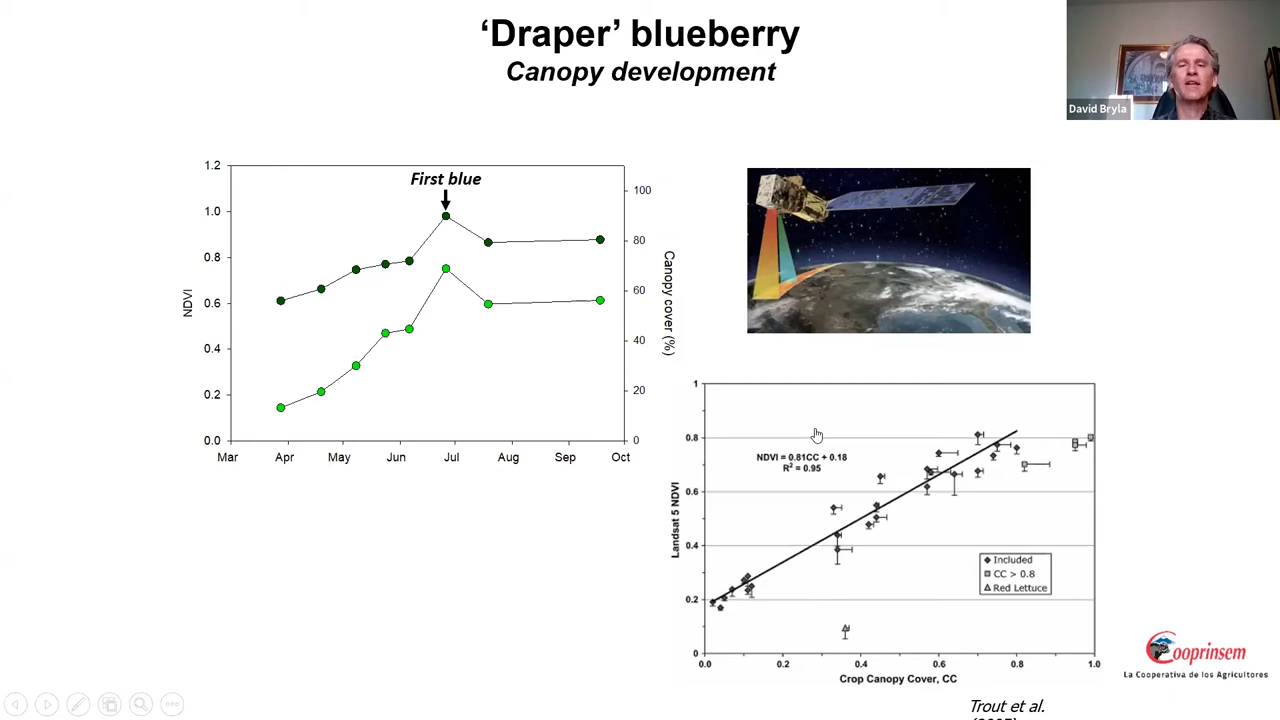 ‘Draper’ blueberry
Canopy development
David Bryla
First blue
1.2
1.0
0.8
0.6
0.4
0.2
0.0
NDVI
100
80
60
40
20
0
Canopy cover (%)
Mar Apr May Jun Jul Aug Sep Oct
1
0.8
0.6
0.4
0.2
0
Landsat 5 NDVI
NDVI = 0.81CC + 0.18
R² = 0.95
Included
CC > 0.8
Red Lettuce
0.0 0.2 0.4 0.6 0.8 1.0
Crop Canopy Cover, CC
Cooprinsem
La Cooperativa de los Agricultores
Trout et al.